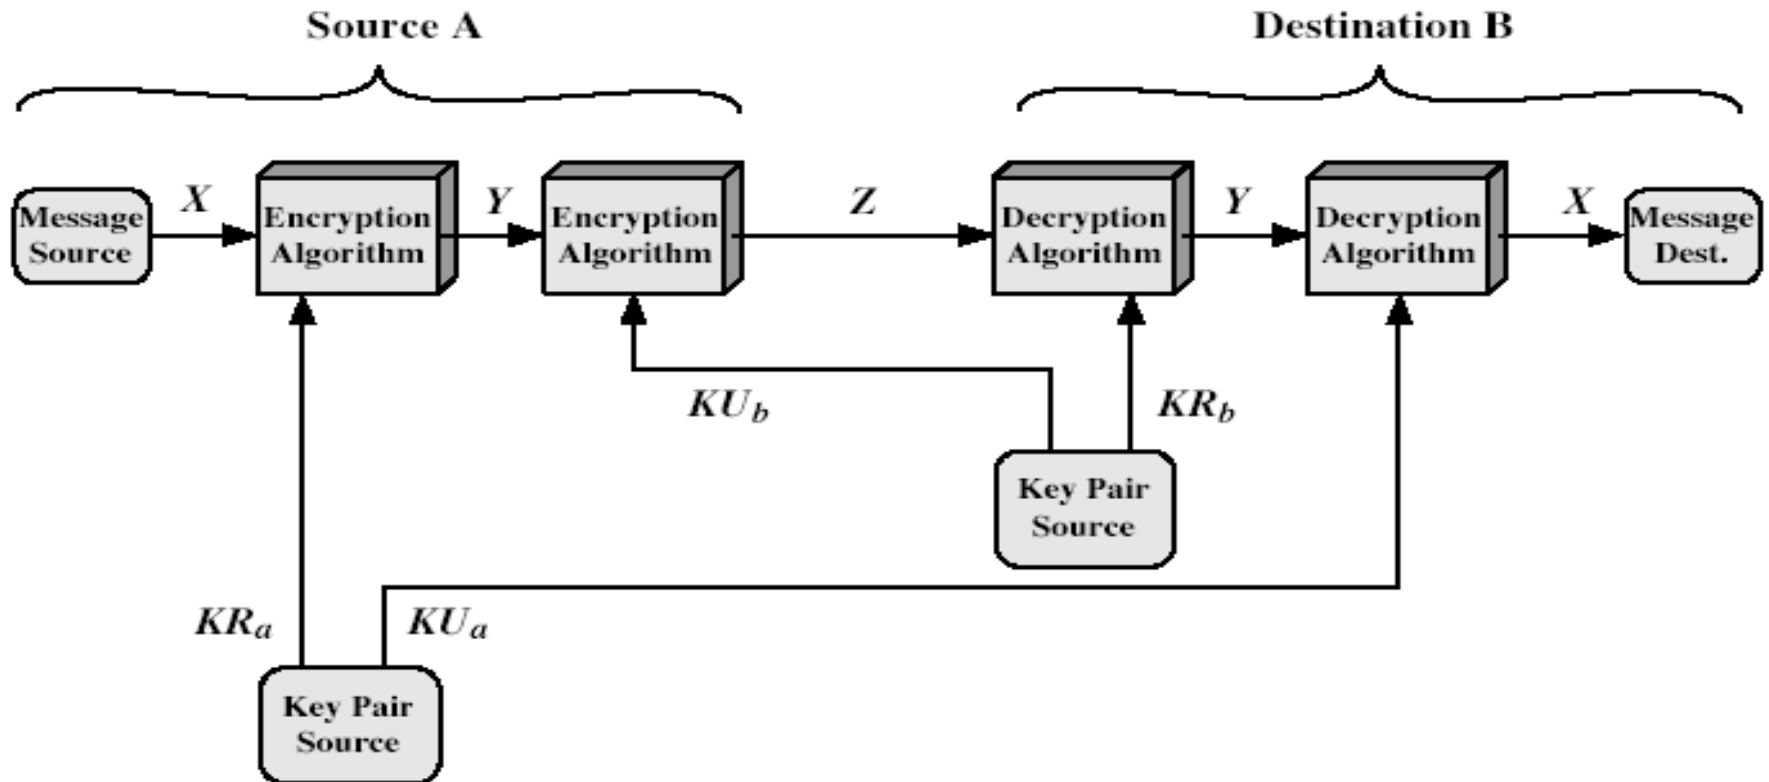 Source A
Destination B
Message
Source
X
Encryption
Algorithm
Y
Encryption
Algorithm
Z
Decryption
Algorithm
Y
Decryption
Algorithm
X
Message
Dest.
KUb
KRb
Key Pair
Source
KRa
KUa
Key Pair
Source